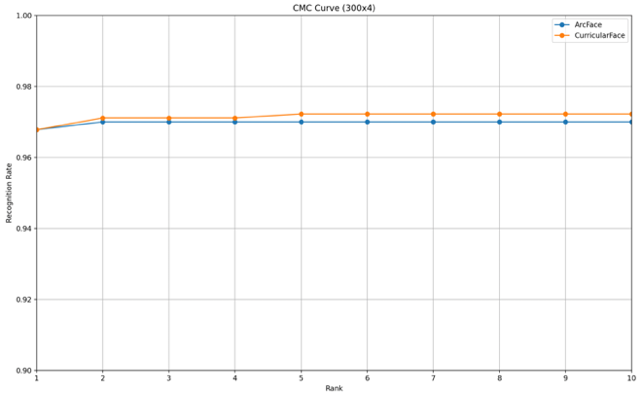 CMC Curve (300x4)
1.00
ArcFace
CurricularFace
0.98
0.96
Recognition Rate
0.94
0.92
0.90
1 2 3 4 5 6 7 8 9 10
Rank